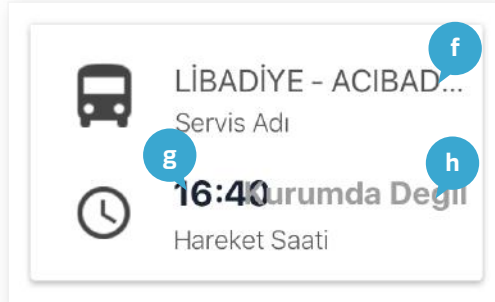 f
LİBADİYE - ACIBAD...
Servis Adı
g
h
16:40
Kurumda Değil
Hareket Saati